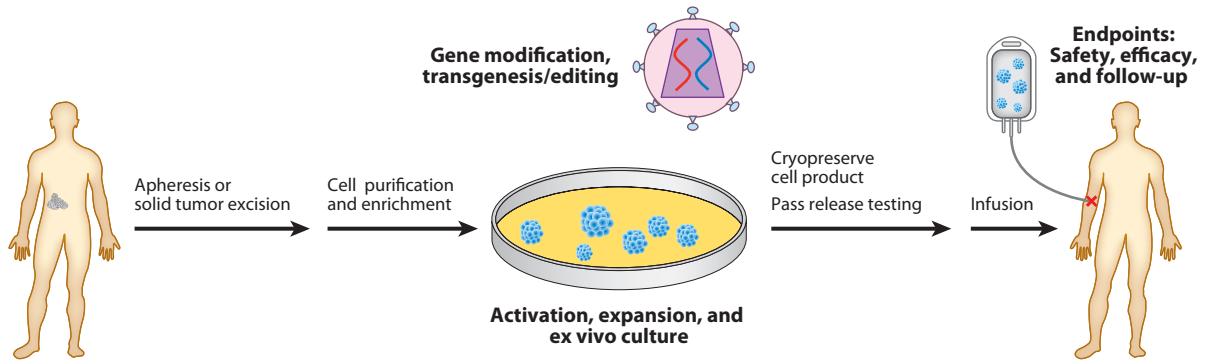 Gene modification,
transgenesis/editing
Endpoints:
Safety, efficacy,
and follow-up
Apheresis or
solid tumor excision
Cell purification
and enrichment
Cryopreserve
cell product
Pass release testing
Infusion
Activation, expansion, and
ex vivo culture